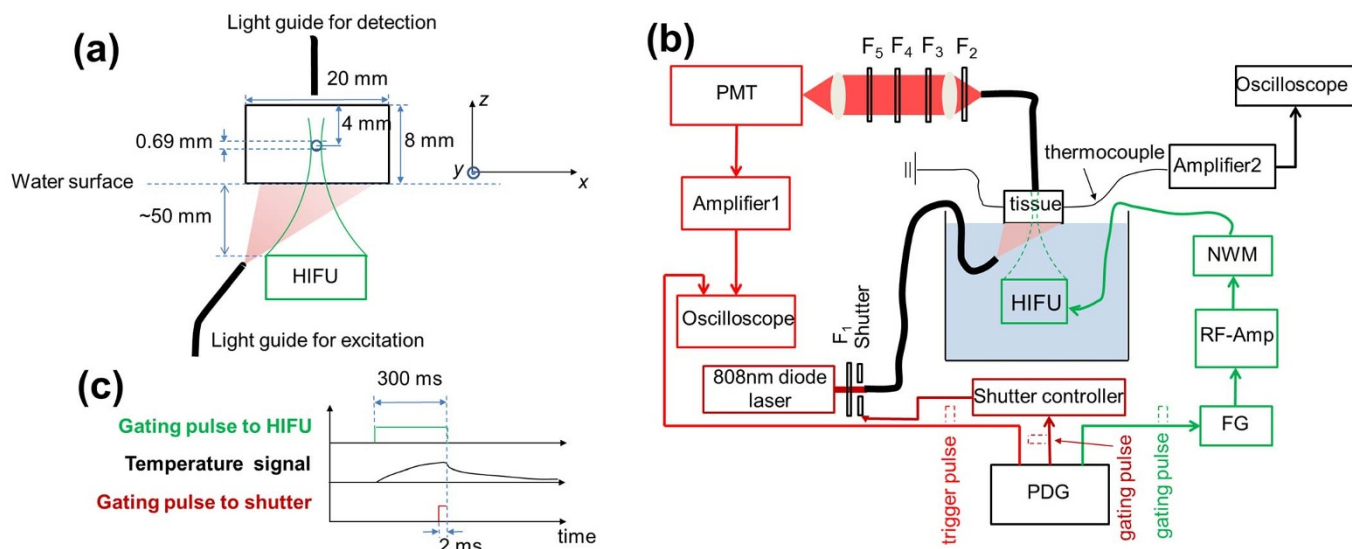 (a)
Light guide for detection
20 mm
4 mm
8 mm
0.69 mm
z
y
x
Water surface
~50 mm
HIFU
Light guide for excitation
(b)
F5 F4 F3 F2
PMT
Oscilloscope
thermocouple
Amplifier2
Amplifier1
tissue
HIFU
NWM
Oscilloscope
F1
Shutter
RF-Amp
808nm diode
laser
Shutter controller
FG
trigger pulse
gating pulse
gating pulse
PDG
(c)
300 ms
Gating pulse to HIFU
Temperature signal
Gating pulse to shutter
time
2 ms